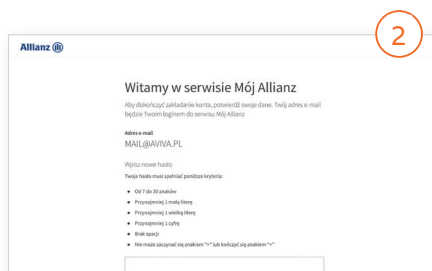 2
Allianz
Witamy w serwisie Mój Allianz
Aby dokończyć zakładanie konta, potwierdź swoje dane. Twój adres e-mail
będzie Twoim loginem do serwisu Mój Allianz
Adres e-mail
MAIL@AVIVA.PL
Wpisz nowe hasło
Twoje hasło musi spełniać poniższe kryteria:
• Od 7 do 30 znaków
• Przynajmniej 1 małą literę
• Przynajmniej 1 wielką literę
• Przynajmniej 1 cyfrę
• Brak spacji
• Nie może zaczynać się znakiem ">" lub kończyć się znakiem "<"